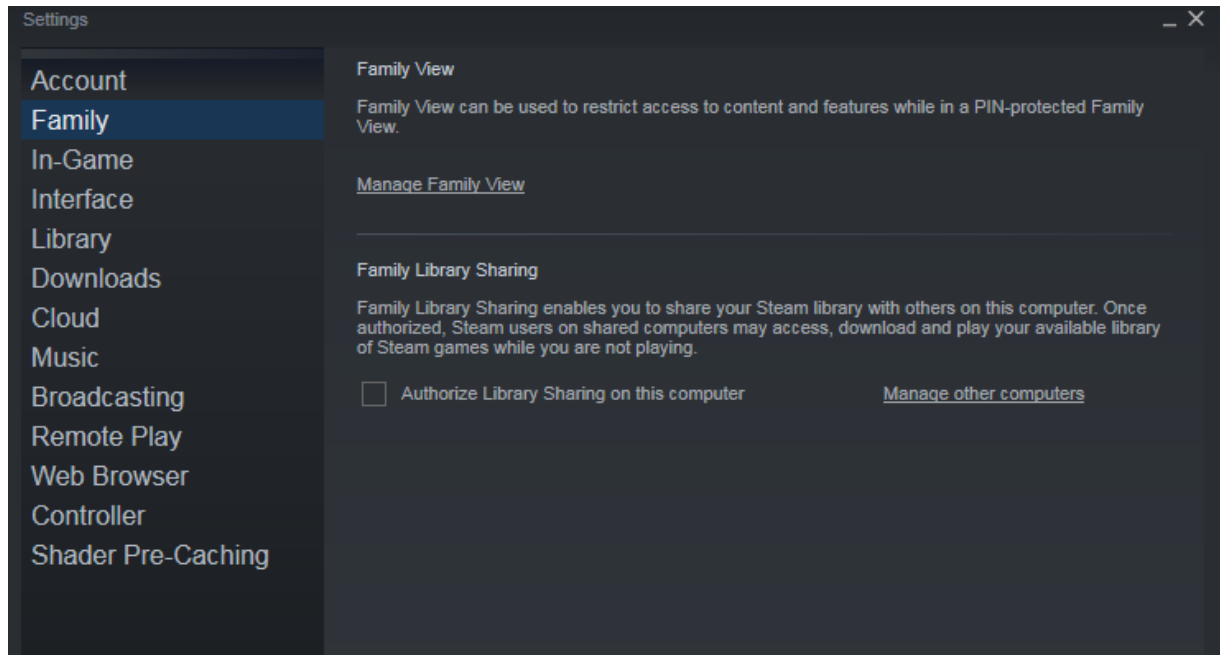 Settings
Account
Family
In-Game
Interface
Library
Downloads
Cloud
Music
Broadcasting
Remote Play
Web Browser
Controller
Shader Pre-Caching
Family View
Family View can be used to restrict access to content and features while in a PIN-protected Family
View.
Manage Family View
Family Library Sharing
Family Library Sharing enables you to share your Steam library with others on this computer. Once
authorized, Steam users on shared computers may access, download and play your available library
of Steam games while you are not playing.
Authorize Library Sharing on this computer
Manage other computers